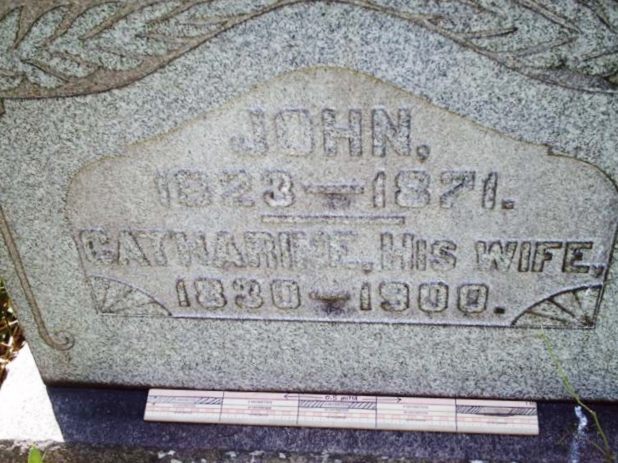 JOHN,
1823 — 1871.
CATHARINE, HIS WIFE,
1830 — 1900.